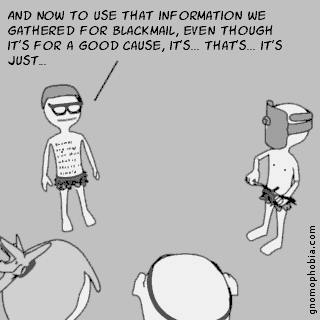 AND NOW TO USE THAT INFORMATION WE
GATHERED FOR BLACKMAIL, EVEN THOUGH
IT'S FOR A GOOD CAUSE, IT'S... THAT'S... IT'S
JUST...
gnomophobia.com